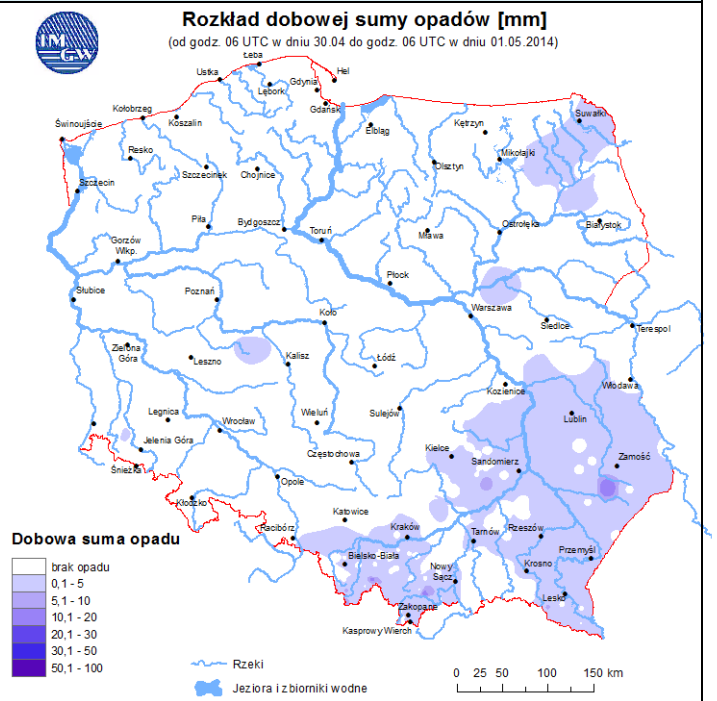 Rozkład dobowej sumy opadów [mm]
(od godz. 06 UTC w dniu 30.04 do godz. 06 UTC w dniu 01.05.2014)
IM
GW
Łeba
Hel
Ustka
Gdynia
Lębork
Gdańsk
Kołobrzeg
Koszalin
Świnoujście
Elbląg
Kętrzyn
Suwałki
Resko
Mikołajki
Szczecinek
Chojnice
Olsztyn
Szczecin
Piła
Bydgoszcz
Toruń
Mława
Ostrołęka
Białystok
Gorzów
Wlkp.
Płock
Słubice
Poznań
Koło
Warszawa
Siedlce
Terespol
Zielona
Góra
Leszno
Kalisz
Łódź
Kozienice
Włodawa
Legnica
Wrocław
Wieluń
Sulejów
Lublin
Jelenia Góra
Śnieżka
Częstochowa
Kielce
Sandomierz
Zamość
Opole
Kłodzko
Katowice
Racibórz
Kraków
Tarnów
Rzeszów
Przemyśl
Bielsko-Biała
Nowy
Sącz
Krosno
Lesko
Zakopane
Kasprowy Wierch
Dobowa suma opadu
brak opadu
0,1 - 5
5,1 - 10
10,1 - 20
20,1 - 30
30,1 - 50
50,1 - 100
Rzeki
Jeziora i zbiorniki wodne
0 25 50 100 150 km